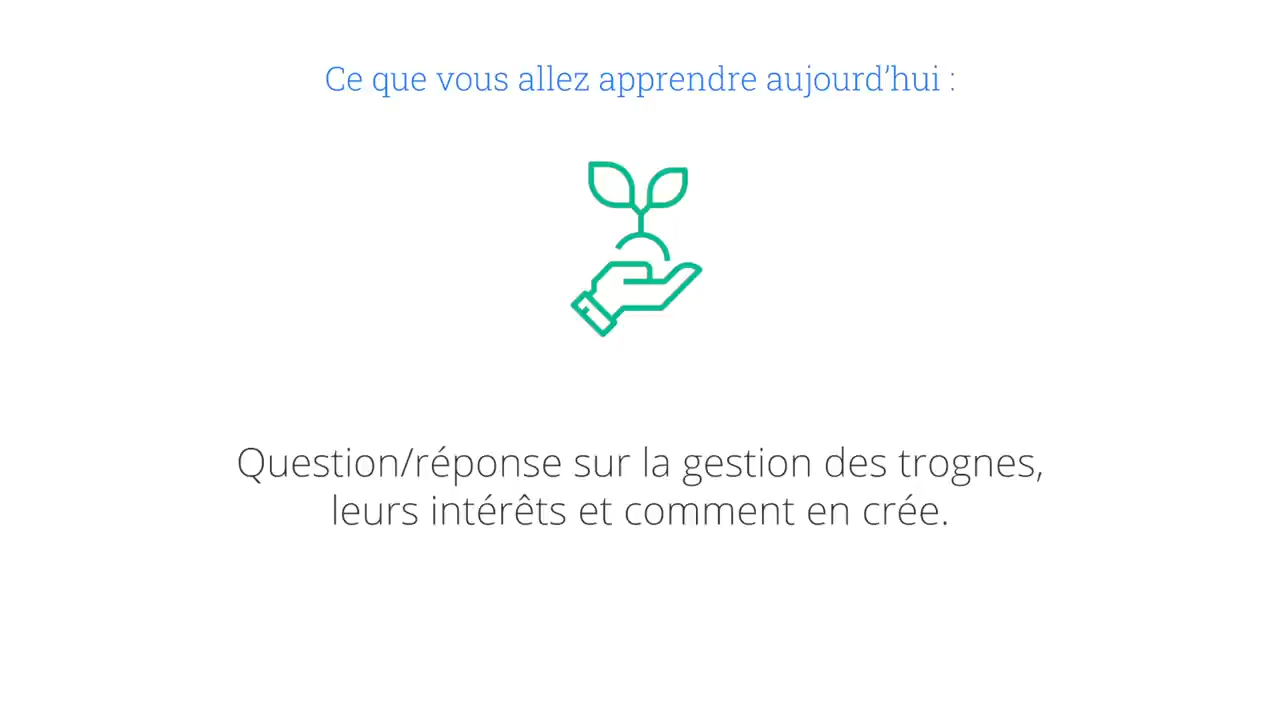 Ce que vous allez apprendre aujourd’hui :
Question/réponse sur la gestion des trognes,
leurs intérêts et comment en crée.